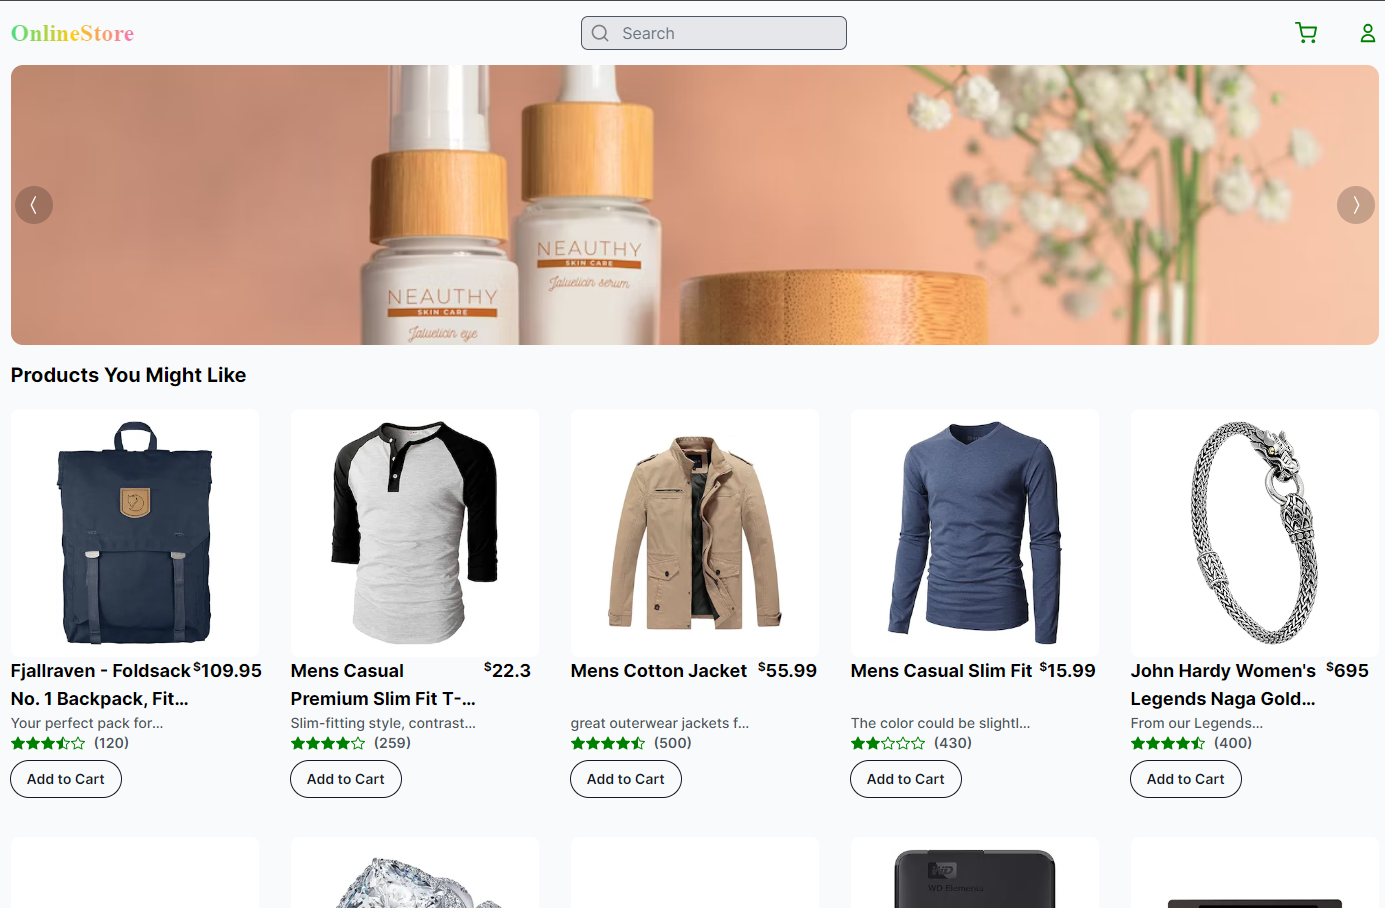 OnlineStore
Search
NEAUTHY
SKIN CARE
Jaluelicin serum
NEAUTHY
SKIN CARE
Jaluelicin eye
Products You Might Like
Fjallraven - Foldsack
No. 1 Backpack, Fit...
$109.95
Your perfect pack for...
(120)
Add to Cart
Mens Casual
Premium Slim Fit T-...
$22.3
Slim-fitting style, contrast...
(259)
Add to Cart
Mens Cotton Jacket
$55.99
great outerwear jackets f...
(500)
Add to Cart
Mens Casual Slim Fit
$15.99
The color could be slightl...
(430)
Add to Cart
John Hardy Women's
Legends Naga Gold...
$695
From our Legends...
(400)
Add to Cart
WD
WD Elements